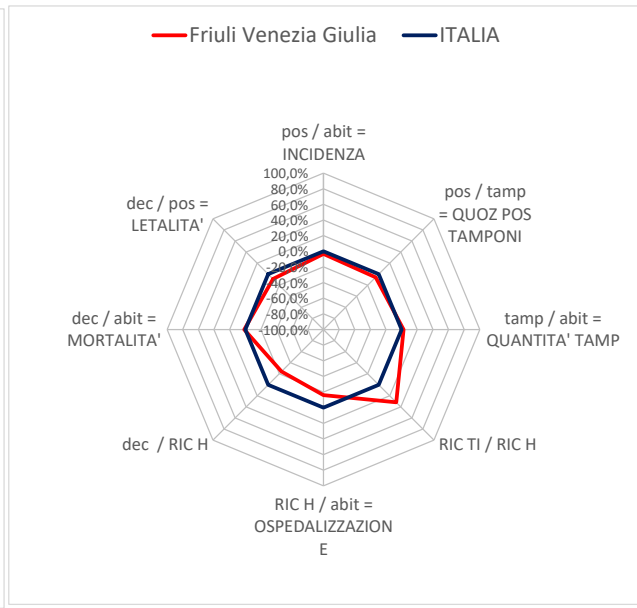 Friuli Venezia Giulia ITALIA
pos / abit =
INCIDENZA
pos / tamp
= QUOZ POS
TAMPONI
tamp / abit =
QUANTITA' TAMP
RIC TI / RIC H
RIC H / abit =
OSPEDALIZZAZION
E
dec / RIC H
dec / abit =
MORTALITA'
dec / pos =
LETALITA'
100,0%
80,0%
60,0%
40,0%
20,0%
0,0%
-20,0%
-40,0%
-60,0%
-80,0%
-100,0%